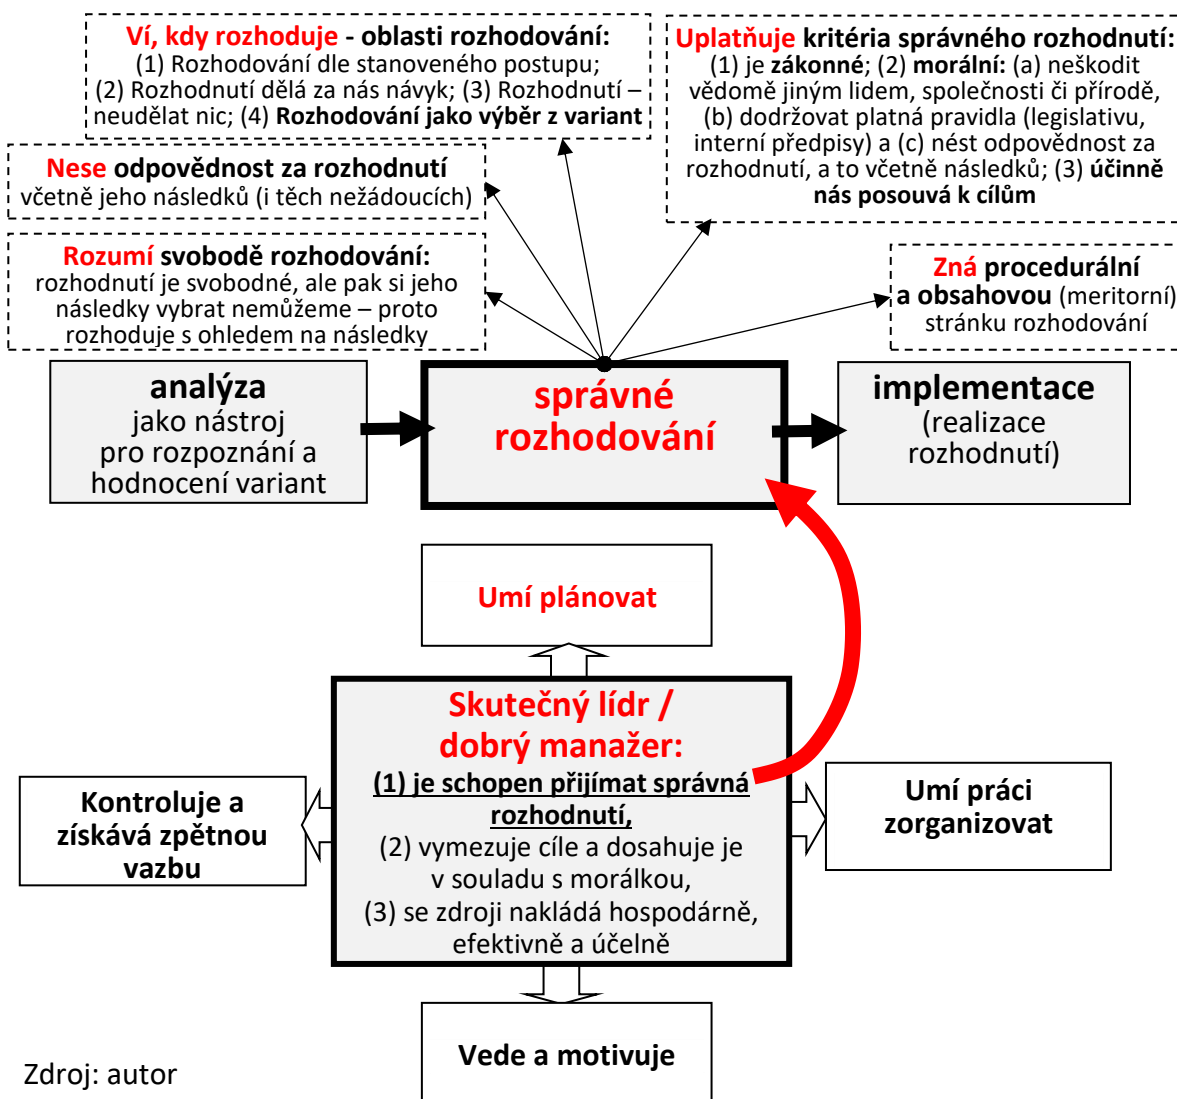 Ví, kdy rozhoduje - oblasti rozhodování:
(1) Rozhodování dle stanoveného postupu;
(2) Rozhodnutí dělá za nás návyk; (3) Rozhodnutí –
neudělat nic; (4) Rozhodování jako výběr z variant
Uplatňuje kritéria správného rozhodnutí:
(1) je zákonné; (2) morální: (a) neškodit
vědomě jiným lidem, společnosti či přírodě,
(b) dodržovat platná pravidla (legislativu,
interní předpisy) a (c) nést odpovědnost za
rozhodnutí, a to včetně následků; (3) účinně
nás posouvá k cílům
Nese odpovědnost za rozhodnutí
včetně jeho následků (i těch nežádoucích)
Rozumí svobodě rozhodování:
rozhodnutí je svobodné, ale pak si jeho
následky vybrat nemůžeme – proto
rozhoduje s ohledem na následky
Zná procedurální
a obsahovou (meritorní)
stránku rozhodování
analýza
jako nástroj
pro rozpoznání a
hodnocení variant
správné
rozhodování
implementace
(realizace
rozhodnutí)
Umí plánovat
Skutečný lídr /
dobrý manažer:
(1) je schopen přijímat správná
rozhodnutí,
(2) vymezuje cíle a dosahuje je
v souladu s morálkou,
(3) se zdroji nakládá hospodárně,
efektivně a účelně
Kontroluje a
získává zpětnou
vazbu
Umí práci
zorganizovat
Vede a motivuje
Zdroj: autor